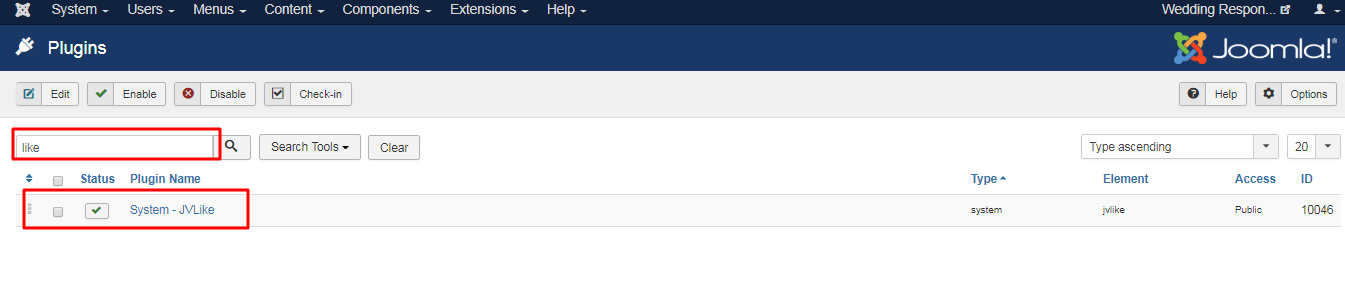 System Users Menus Content Components Extensions Help Wedding Respon...
Plugins Joomla!®
Edit Enable Disable Check-in Help Options
like Search Tools Clear Type ascending 20
Status Plugin Name Type Element Access ID
System - JVLike system jvlike Public 10046